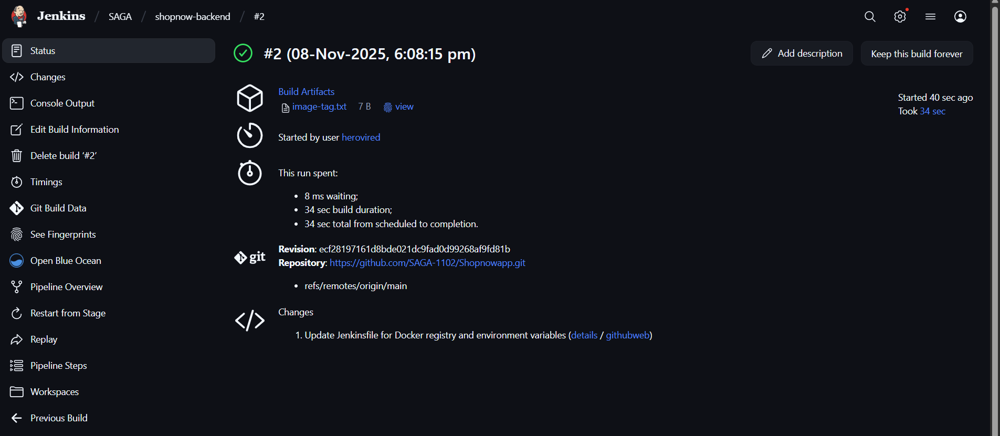 Jenkins / SAGA / shopnow-backend / #2
Status
Changes
Console Output
Edit Build Information
Delete build ‘#2’
Timings
Git Build Data
See Fingerprints
Open Blue Ocean
Pipeline Overview
Restart from Stage
Replay
Pipeline Steps
Workspaces
Previous Build
#2 (08-Nov-2025, 6:08:15 pm)
Add description
Keep this build forever
Build Artifacts
image-tag.txt 7 B view
Started 40 sec ago
Took 34 sec
Started by user herovired
This run spent:
• 8 ms waiting;
• 34 sec build duration;
• 34 sec total from scheduled to completion.
git
Revision: ecf28197161d8bde021dc9fad0d99268af9fd81b
Repository: https://github.com/SAGA-1102/Shopnowapp.git
• refs/remotes/origin/main
Changes
1. Update Jenkinsfile for Docker registry and environment variables (details / githubweb)